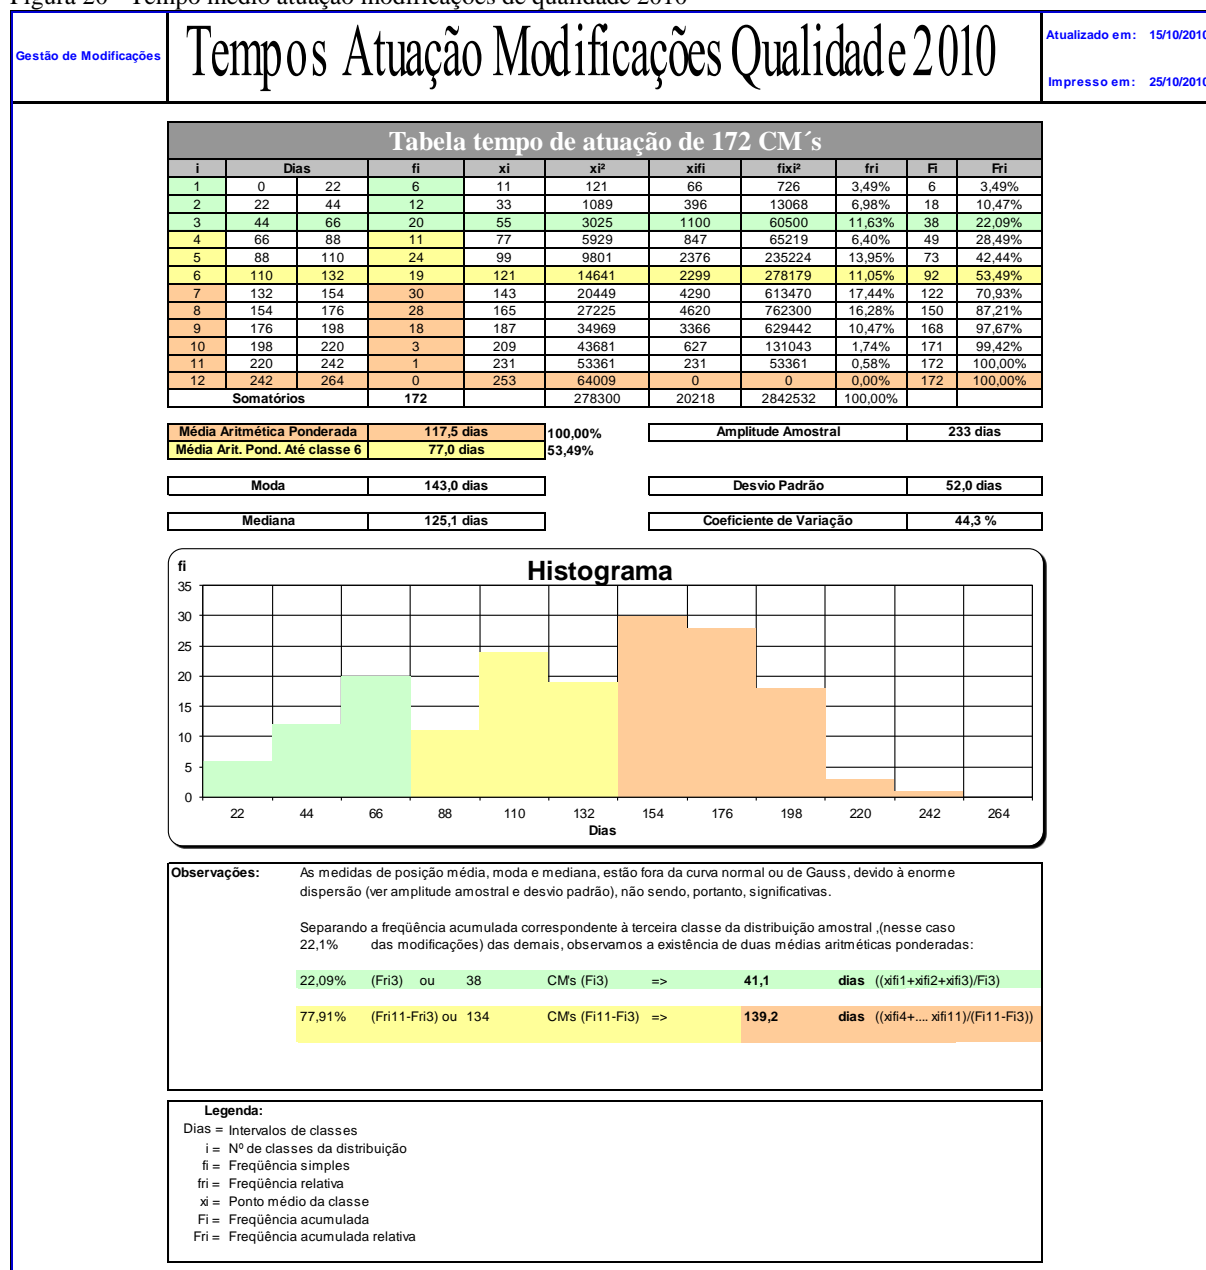 Figura 20 - Tempo médio atuação modificações de qualidade 2010
Gestão de Modificações
Tempos Atuação Modificações Qualidade 2010
Atualizado em: 15/10/2010
Impresso em: 25/10/2010
Tabela tempo de atuação de 172 CM´s
i Dias fi xi xi² xifi fixi² fri Fi Fri
1 0 22 6 11 121 66 726 3,49% 6 3,49%
2 22 44 12 33 1089 396 13068 6,98% 18 10,47%
3 44 66 20 55 3025 1100 60500 11,63% 38 22,09%
4 66 88 11 77 5929 847 65219 6,40% 49 28,49%
5 88 110 24 99 9801 2376 235224 13,95% 73 42,44%
6 110 132 19 121 14641 2299 278179 11,05% 92 53,49%
7 132 154 30 143 20449 4290 613470 17,44% 122 70,93%
8 154 176 28 165 27225 4620 762300 16,28% 150 87,21%
9 176 198 18 187 34969 3366 629442 10,47% 168 97,67%
10 198 220 3 209 43681 627 131043 1,74% 171 99,42%
11 220 242 1 231 53361 231 53361 0,58% 172 100,00%
12 242 264 0 253 64009 0 0 0,00% 172 100,00%
Somatórios 172 278300 20218 2842532 100,00%
Média Aritmética Ponderada 117,5 dias 100,00% Amplitude Amostral 233 dias
Média Arit. Pond. Até classe 6 77,0 dias 53,49%
Moda 143,0 dias Desvio Padrão 52,0 dias
Mediana 125,1 dias Coeficiente de Variação 44,3 %
Histograma
fi
35
30
25
20
15
10
5
0
22 44 66 88 110 132 154 176 198 220 242 264
Dias
Observações: As medidas de posição média, moda e mediana, estão fora da curva normal ou de Gauss, devido à enorme
dispersão (ver amplitude amostral e desvio padrão), não sendo, portanto, significativas.
Separando a freqüência acumulada correspondente à terceira classe da distribuição amostral ,(nesse caso
22,1% das modificações) das demais, observamos a existência de duas médias aritméticas ponderadas:
22,09% (Fri3) ou 38 CM's (Fi3) => 41,1 dias ((xifi1+xifi2+xifi3)/Fi3)
77,91% (Fri11-Fri3) ou 134 CM's (Fi11-Fi3) => 139,2 dias ((xifi4+.... xifi11)/(Fi11-Fi3))
Legenda:
Dias = Intervalos de classes
i = Nº de classes da distribuição
fi = Freqüência simples
fri = Freqüência relativa
xi = Ponto médio da classe
Fi = Freqüência acumulada
Fri = Freqüência acumulada relativa